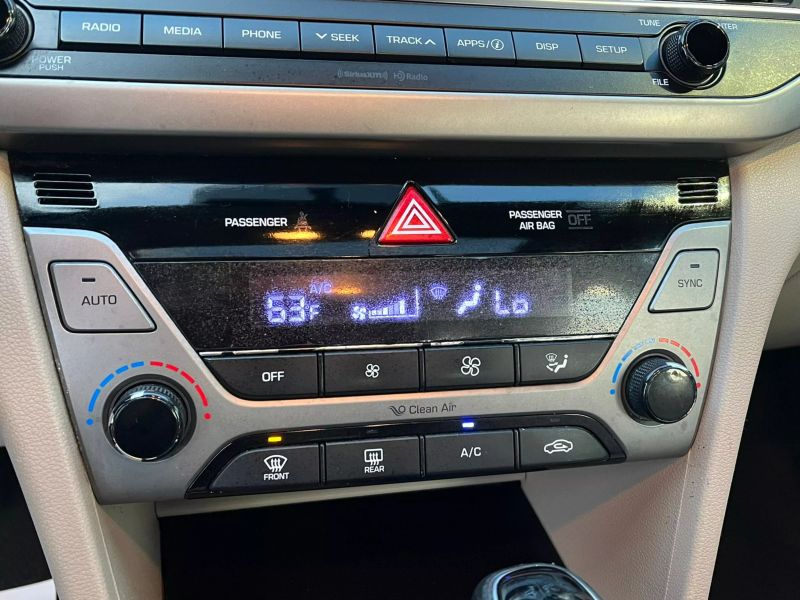 RADIO MEDIA PHONE SEEK TRACK APPS/i DISP SETUP
TUNE
POWER
PUSH
SiriusXM HD Radio
FILE
PASSENGER
PASSENGER
AIR BAG OFF
AUTO
SYNC
A/C
63°F
Lo
OFF
Clean Air
FRONT
REAR
A/C